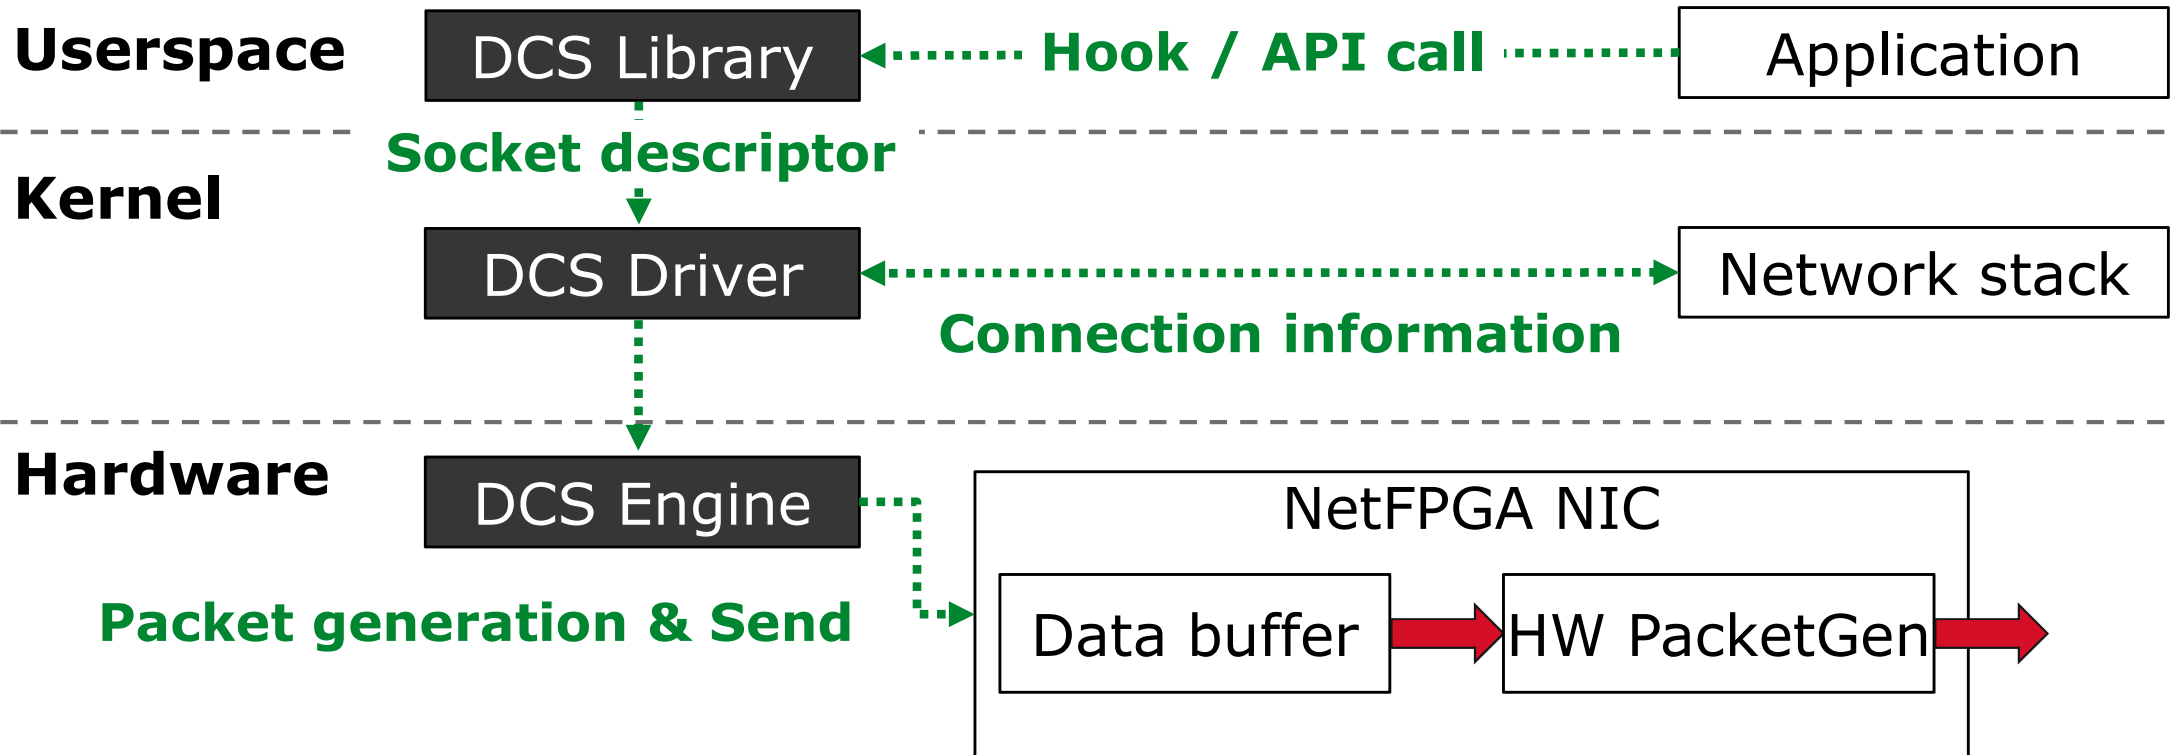 Userspace
DCS Library
Hook / API call
Application
Socket descriptor
Kernel
DCS Driver
Network stack
Connection information
Hardware
DCS Engine
NetFPGA NIC
Packet generation & Send
Data buffer
HW PacketGen